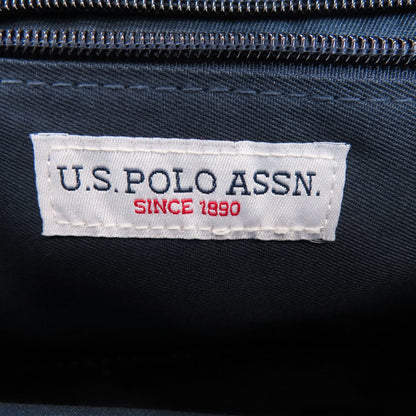 U.S. POLO ASSN.
SINCE 1890